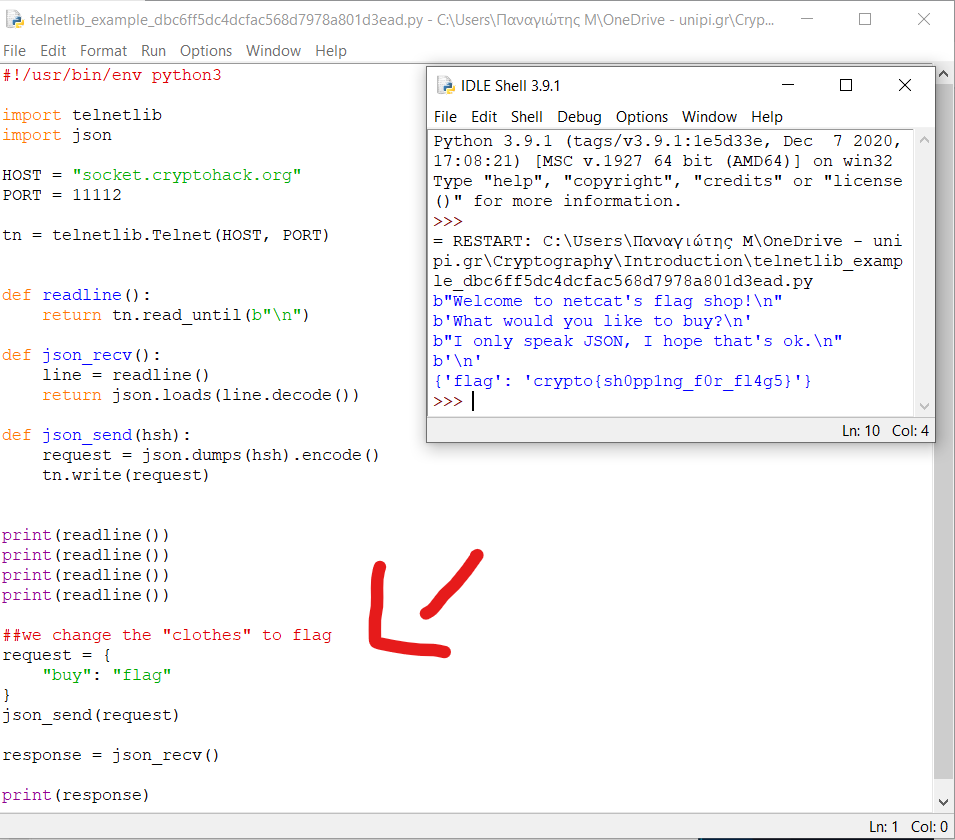 telnetlib_example_dbc6ff5dc4dcfac568d7978a801d3ead.py - C:\Users\Παναγιώτης Μ\OneDrive - unipi.gr\Cryp...
File Edit Format Run Options Window Help
#!/usr/bin/env python3
import telnetlib
import json
HOST = "socket.cryptohack.org"
PORT = 11112
tn = telnetlib.Telnet(HOST, PORT)
def readline():
    return tn.read_until(b"\n")
def json_recv():
    line = readline()
    return json.loads(line.decode())
def json_send(hsh):
    request = json.dumps(hsh).encode()
    tn.write(request)
print(readline())
print(readline())
print(readline())
print(readline())
##we change the "clothes" to flag
request = {
    "buy": "flag"
}
json_send(request)
response = json_recv()
print(response)
Ln: 1 Col: 0
IDLE Shell 3.9.1
File Edit Shell Debug Options Window Help
Python 3.9.1 (tags/v3.9.1:1e5d33e, Dec  7 2020,
17:08:21) [MSC v.1927 64 bit (AMD64)] on win32
Type "help", "copyright", "credits" or "license
()" for more information.
>>>
= RESTART: C:\Users\Παναγιώτης Μ\OneDrive - uni
pi.gr\Cryptography\Introduction\telnetlib_examp
le_dbc6ff5dc4dcfac568d7978a801d3ead.py
b"Welcome to netcat's flag shop!\n"
b'What would you like to buy?\n'
b"I only speak JSON, I hope that's ok.\n"
b'\n'
{'flag': 'crypto{sh0pp1ng_f0r_fl4g5}'}
>>>
Ln: 10 Col: 4